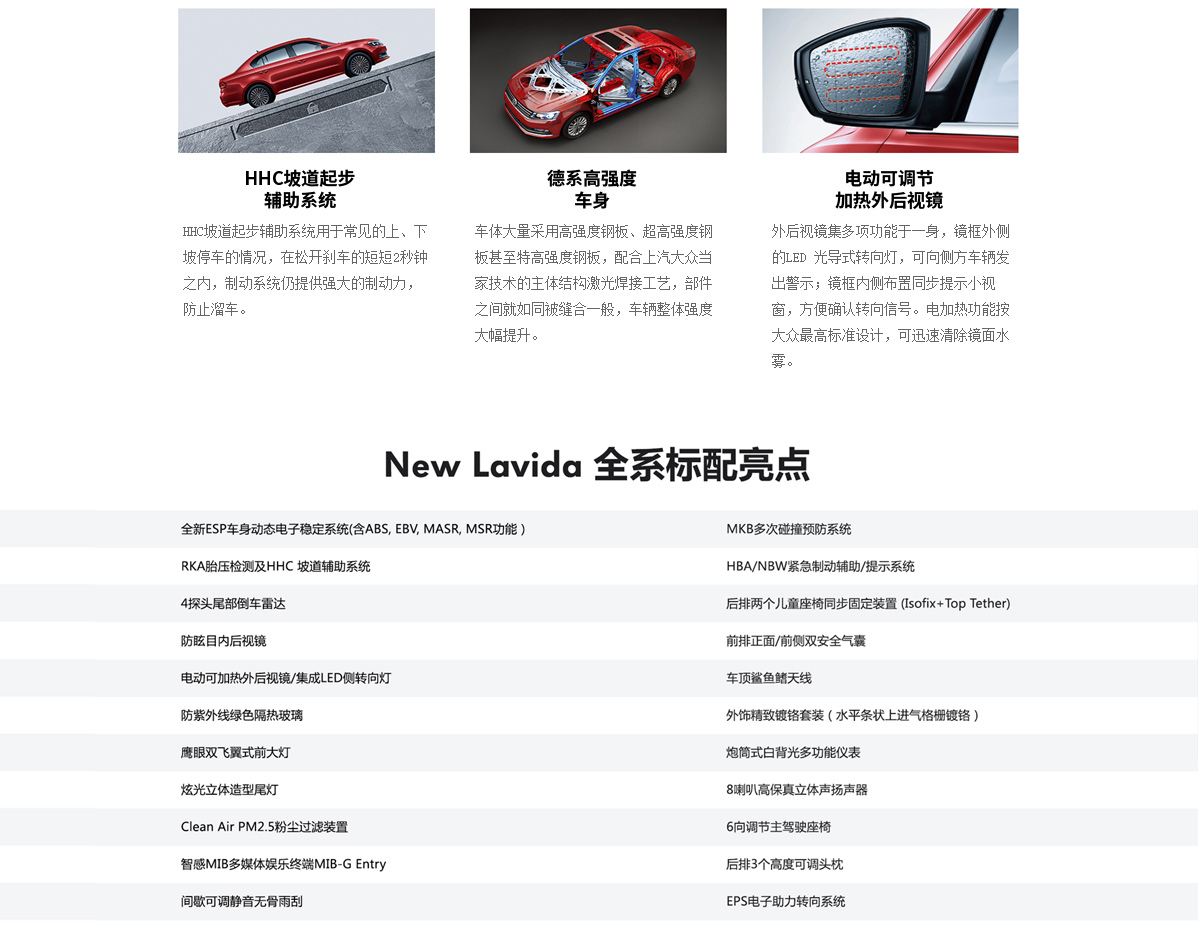 HHC坡道起步
辅助系统
HHC坡道起步辅助系统用于常见的上、下
坡停车的情况，在松开刹车的短短2秒钟
之内，制动系统仍提供强大的制动力，
防止溜车。
德系高强度
车身
车体大量采用高强度钢板、超高强度钢
板甚至特高强度钢板，配合上汽大众当
家技术的主体结构激光焊接工艺，部件
之间就如同被缝合一般，车辆整体强度
大幅提升。
电动可调节
加热外后视镜
外后视镜集多项功能于一身，镜框外侧
的LED 光导式转向灯，可向侧方车辆发
出警示；镜框内侧布置同步提示小视
窗，方便确认转向信号。电加热功能按
大众最高标准设计，可迅速清除镜面水
雾。
New Lavida 全系标配亮点
全新ESP车身动态电子稳定系统(含ABS, EBV, MASR, MSR功能 )
MKB多次碰撞预防系统
RKA胎压检测及HHC 坡道辅助系统
HBA/NBW紧急制动辅助/提示系统
4探头尾部倒车雷达
后排两个儿童座椅同步固定装置 (Isofix+Top Tether)
防眩目内后视镜
前排正面/前侧双安全气囊
电动可加热外后视镜/集成LED侧转向灯
车顶鲨鱼鳍天线
防紫外线绿色隔热玻璃
外饰精致镀铬套装 ( 水平条状上进气格栅镀铬 )
鹰眼双飞翼式前大灯
炮筒式白背光多功能仪表
炫光立体造型尾灯
8喇叭高保真立体声扬声器
Clean Air PM2.5粉尘过滤装置
6向调节主驾驶座椅
智感MIB多媒体娱乐终端MIB-G Entry
后排3个高度可调头枕
间歇可调静音无骨雨刮
EPS电子助力转向系统